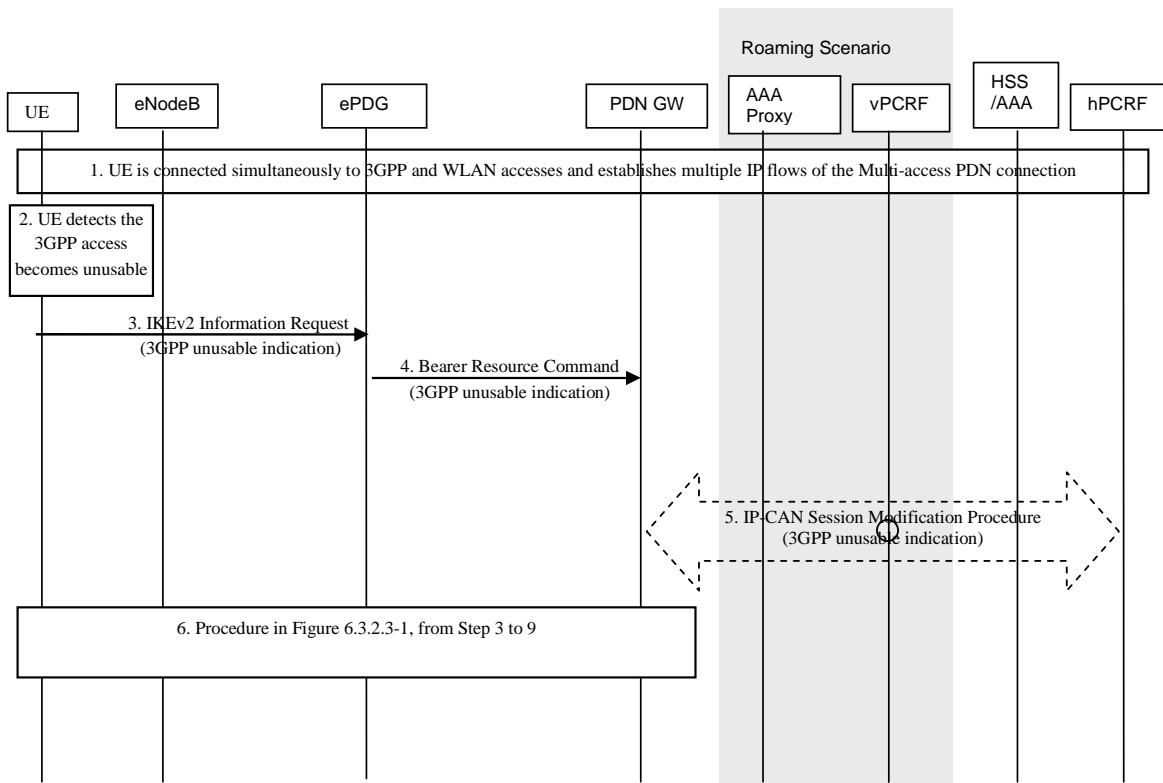 Roaming Scenario
UE
eNodeB
ePDG
PDN GW
AAA
Proxy
vPCRF
HSS
/AAA
hPCRF
1. UE is connected simultaneously to 3GPP and WLAN accesses and establishes multiple IP flows of the Multi-access PDN connection
2. UE detects the
3GPP access
becomes unusable
3. IKEv2 Information Request
(3GPP unusable indication)
4. Bearer Resource Command
(3GPP unusable indication)
5. IP-CAN Session Modification Procedure
(3GPP unusable indication)
6. Procedure in Figure 6.3.2.3-1, from Step 3 to 9